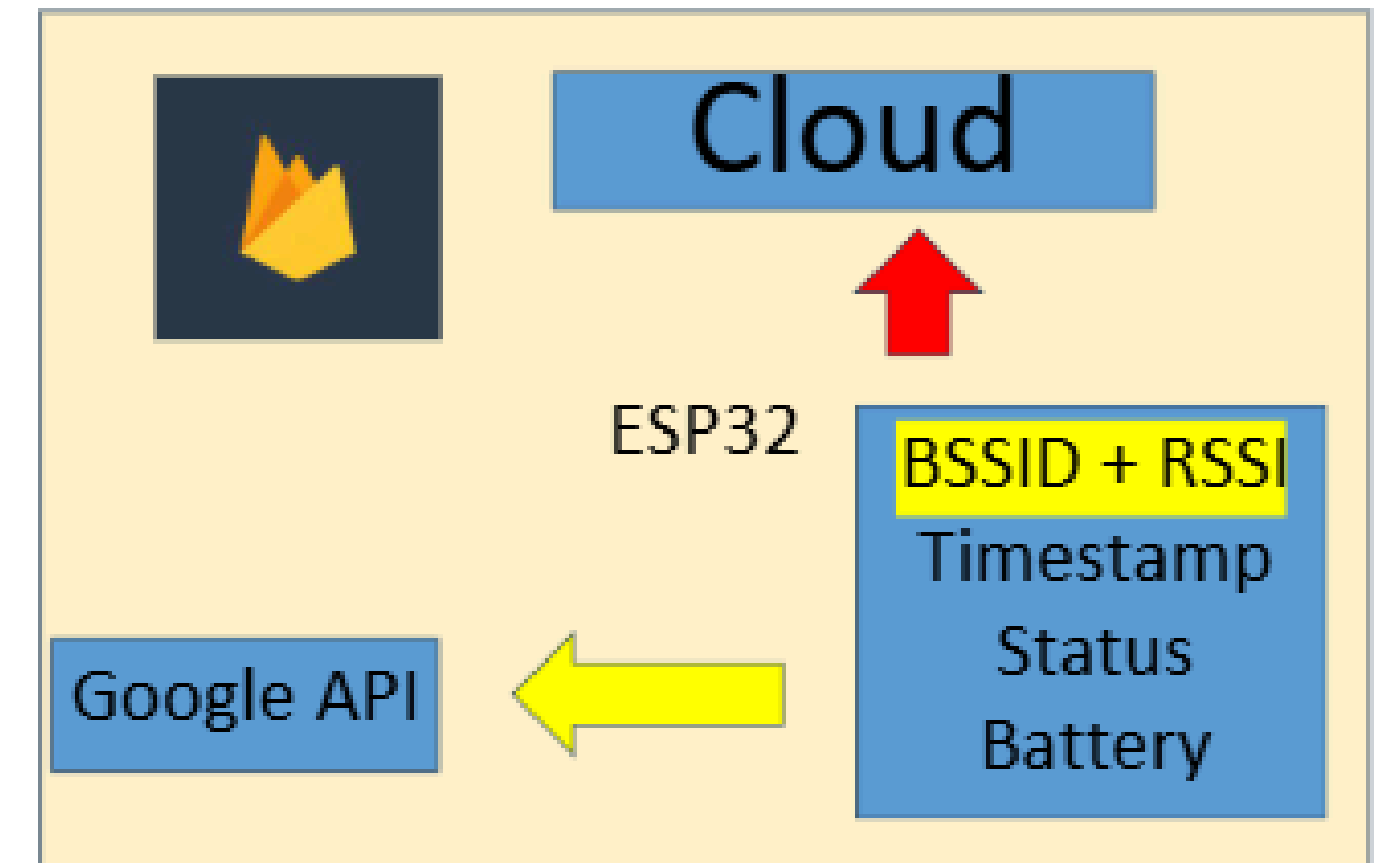 Cloud
ESP32
BSSID + RSSI
Timestamp
Status
Battery
Google API